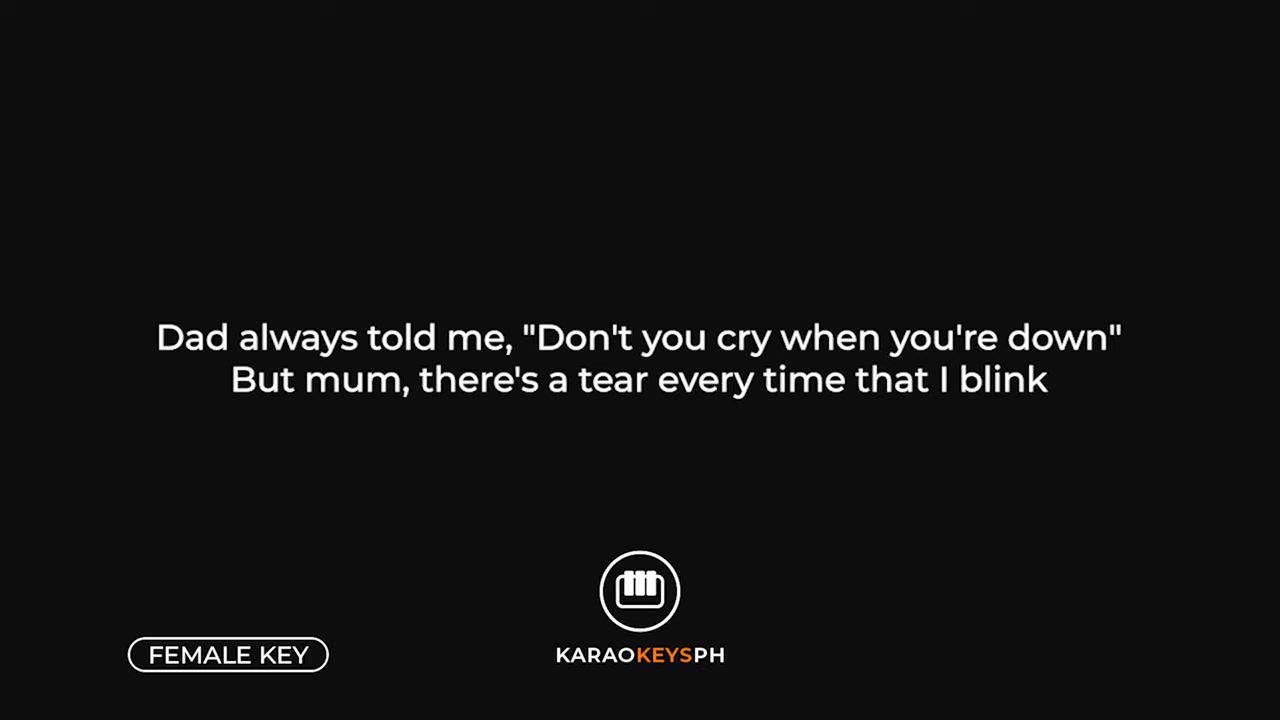 Dad always told me, "Don't you cry when you're down"
But mum, there's a tear every time that I blink
FEMALE KEY
KARAOKEYSPH